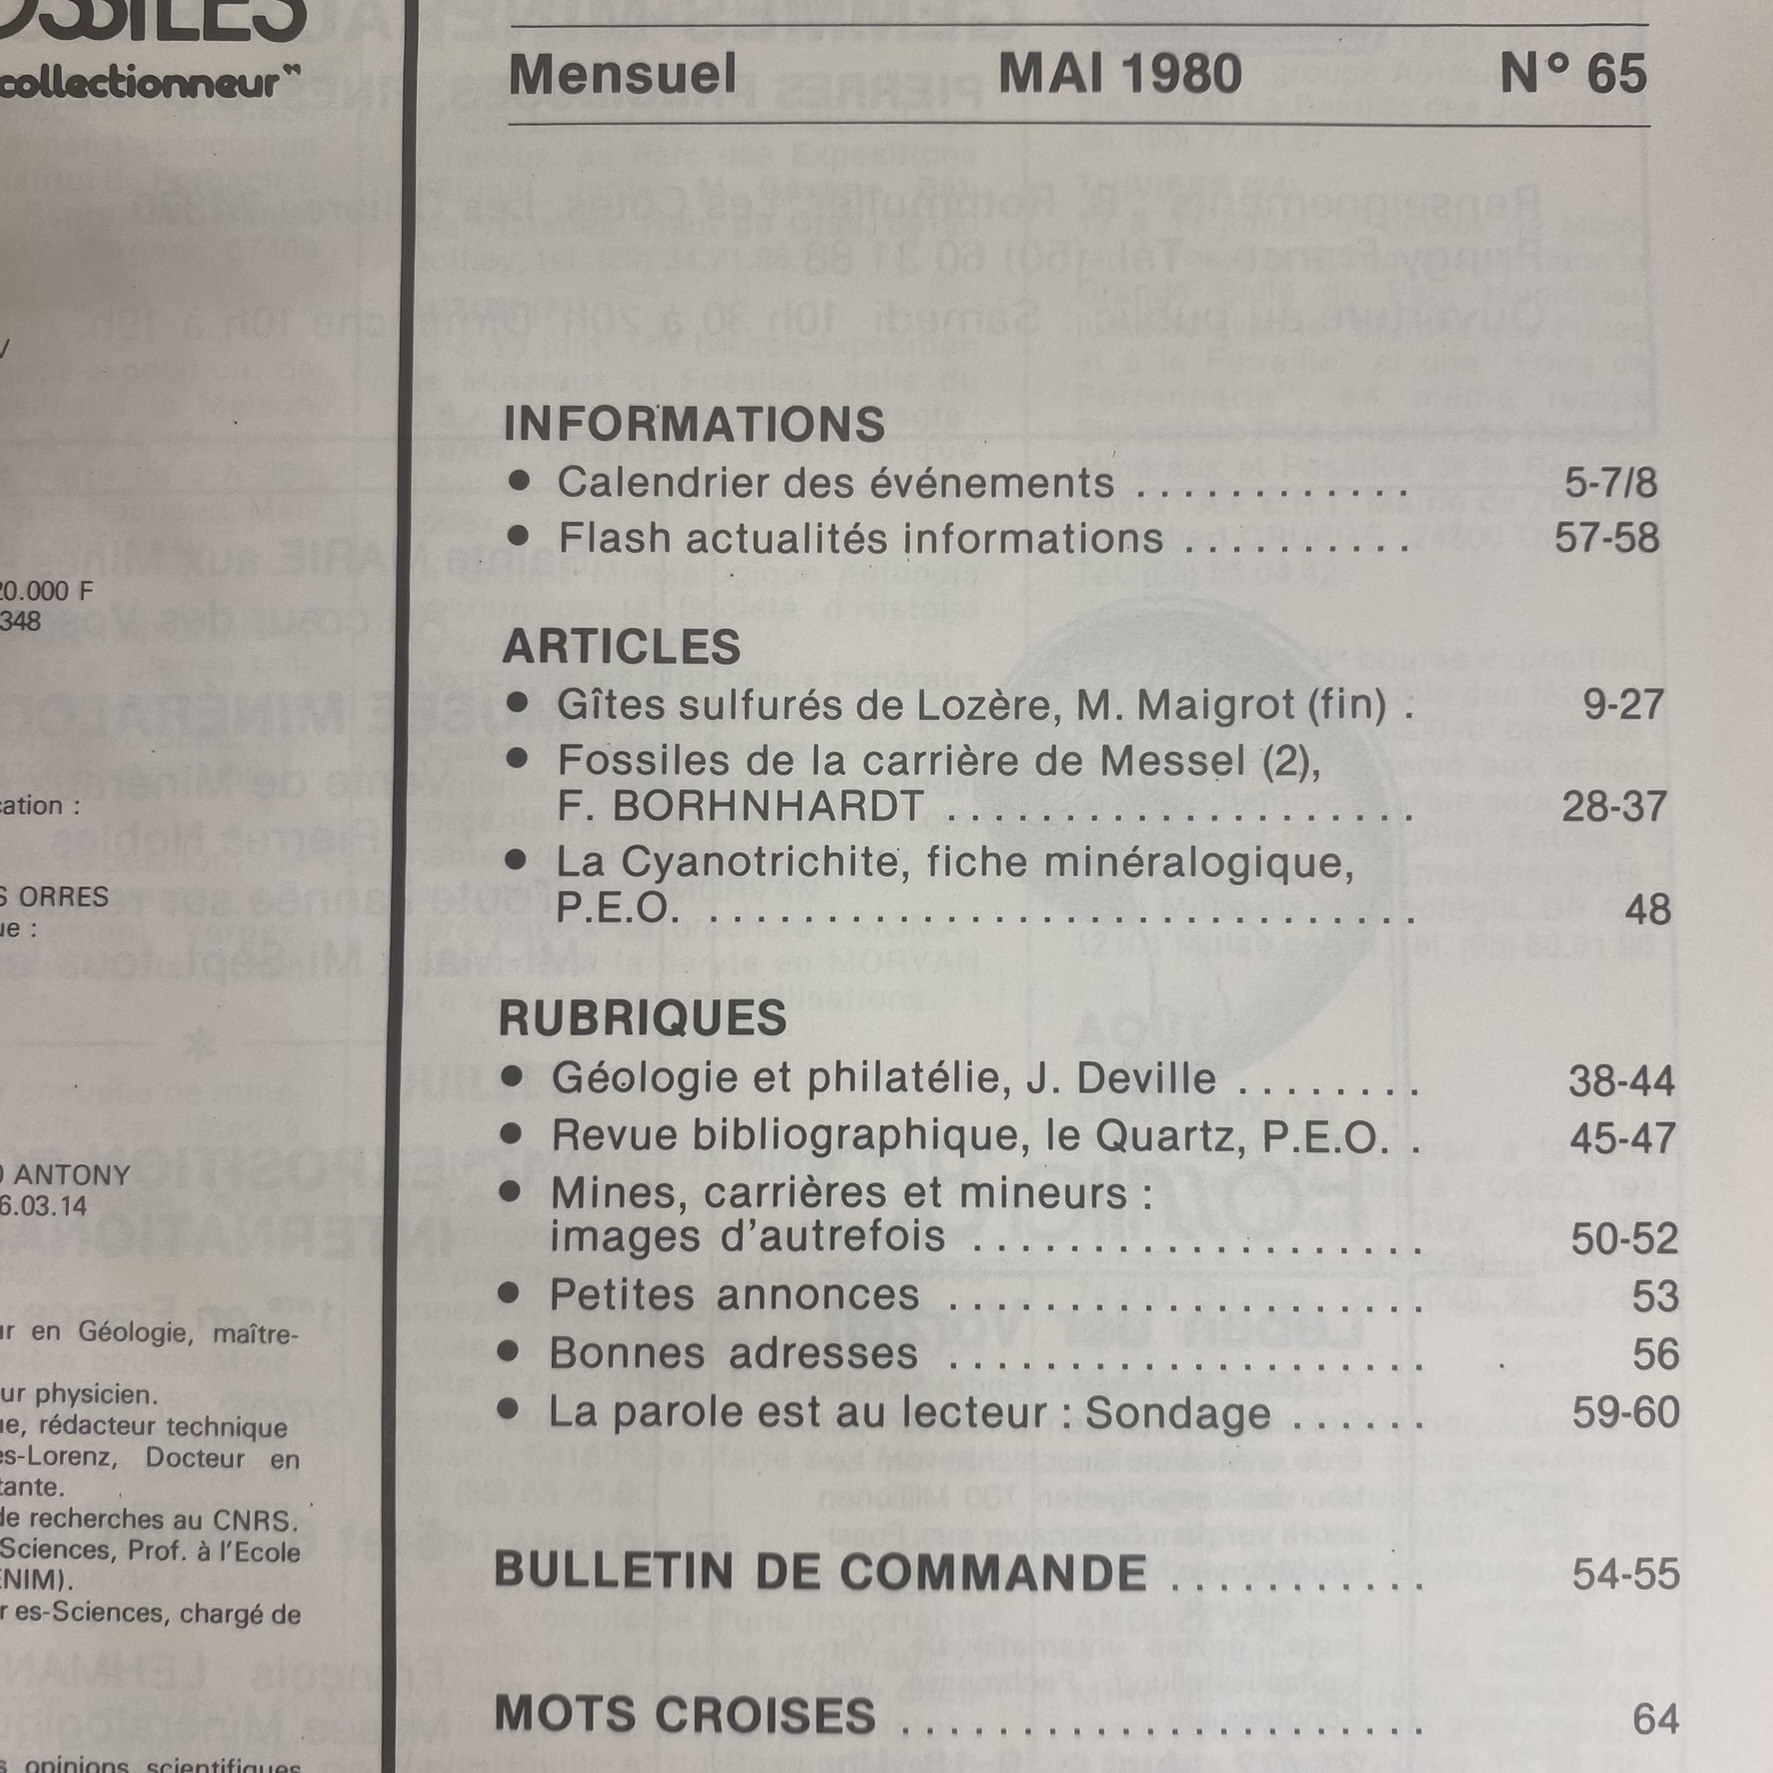 collectionneur"
Mensuel MAI 1980 N° 65
INFORMATIONS
● Calendrier des événements ............ 5-7/8
● Flash actualités informations .......... 57-58
ARTICLES
● Gîtes sulfurés de Lozère, M. Maigrot (fin) . 9-27
● Fossiles de la carrière de Messel (2),
F. BORHNHARDT .................... 28-37
● La Cyanotrichite, fiche minéralogique,
P.E.O. .............................. 48
RUBRIQUES
● Géologie et philatélie, J. Deville ........ 38-44
● Revue bibliographique, le Quartz, P.E.O. . 45-47
● Mines, carrières et mineurs :
images d'autrefois ................... 50-52
● Petites annonces .................... 53
● Bonnes adresses .................... 56
● La parole est au lecteur : Sondage ...... 59-60
BULLETIN DE COMMANDE ........... 54-55
MOTS CROISES ...................... 64
20.000 F
348
ORRES
ANTONY
6.03.14
en Géologie, maître-
physicien.
rédacteur technique
es-Lorenz, Docteur en
de recherches au CNRS.
Sciences, Prof. à l'Ecole
ENIM).
es-Sciences, chargé de
opinions scientifiques